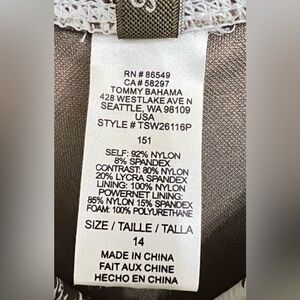 RN # 86549
CA # 58297
TOMMY BAHAMA
428 WESTLAKE AVE N
SEATTLE, WA 98109
USA
STYLE # TSW26116P
151
SELF: 92% NYLON
8% SPANDEX
CONTRAST: 80% NYLON
20% LYCRA SPANDEX
LINING: 100% NYLON
POWERNET LINING:
85% NYLON 15% SPANDEX
FOAM: 100% POLYURETHANE
SIZE / TAILLE / TALLA
14
MADE IN CHINA
FAIT AUX CHINE
HECHO EN CHINA